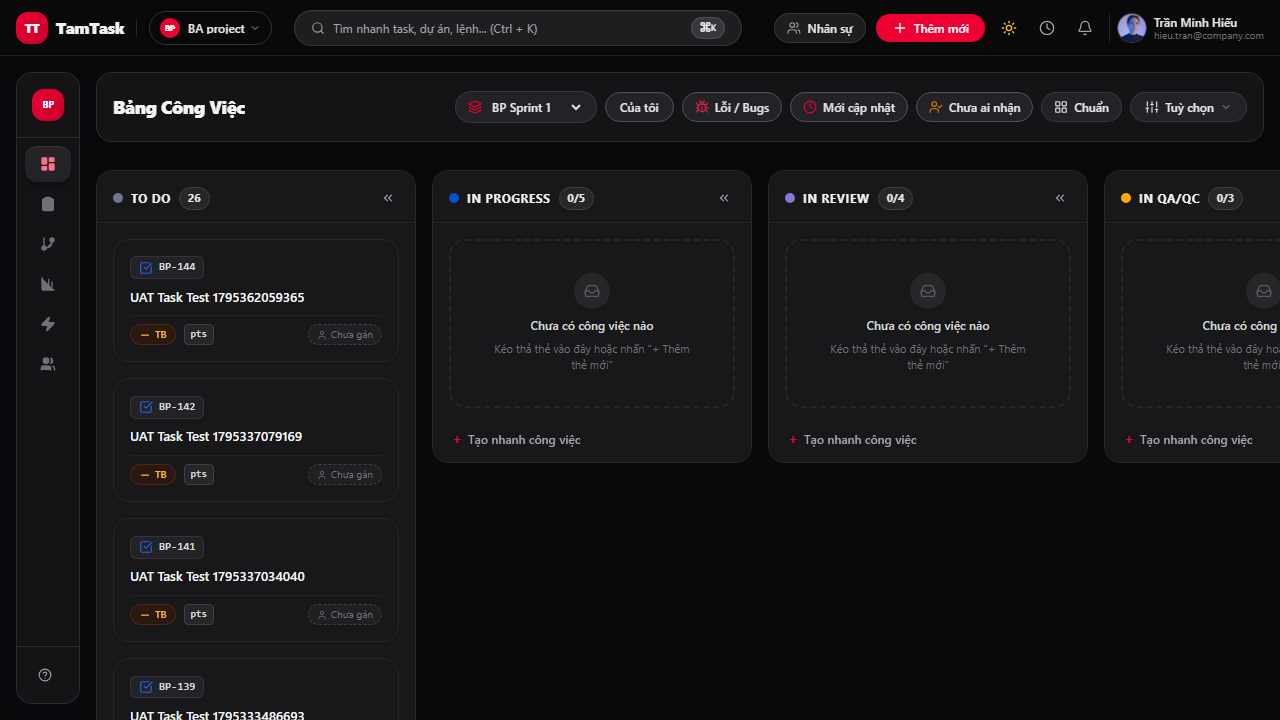 TT TamTask
BP BA project
Tìm nhanh task, dự án, lệnh... (Ctrl + K)
⌘K
Nhân sự
+ Thêm mới
Trần Minh Hiếu
hieu.tran@company.com
BP
Bảng Công Việc
BP Sprint 1
Của tôi
Lỗi / Bugs
Mới cập nhật
Chưa ai nhận
Chuẩn
Tuỳ chọn
TO DO 26
BP-144
UAT Task Test 1795362059365
TB pts Chưa gán
BP-142
UAT Task Test 1795337079169
TB pts Chưa gán
BP-141
UAT Task Test 1795337034040
TB pts Chưa gán
BP-139
UAT Task Test 1795333486693
IN PROGRESS 0/5
Chưa có công việc nào
Kéo thả thẻ vào đây hoặc nhấn "+ Thêm
thẻ mới"
+ Tạo nhanh công việc
IN REVIEW 0/4
Chưa có công việc nào
Kéo thả thẻ vào đây hoặc nhấn "+ Thêm
thẻ mới"
+ Tạo nhanh công việc
IN QA/QC 0/3
Chưa có công
Kéo thả thẻ vào đây h
thẻ mới
+ Tạo nhanh công việc